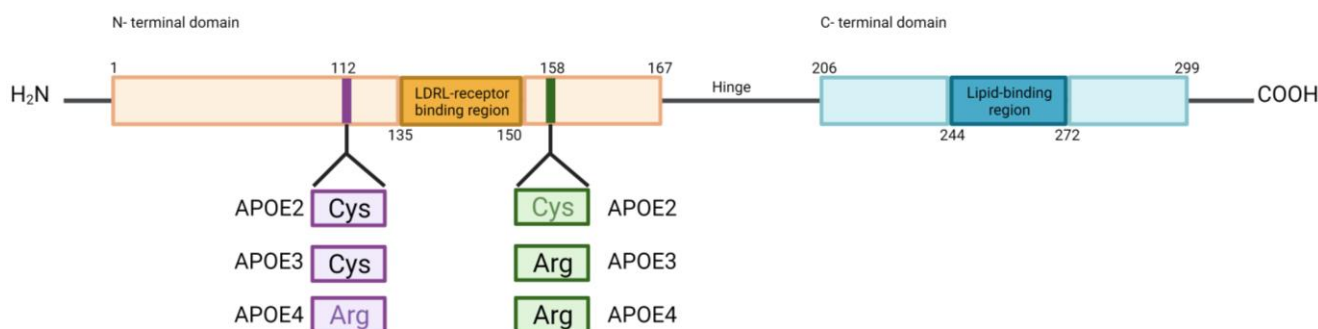 N- terminal domain
C- terminal domain
1
112
158
167
206
299
H₂N
LDRL-receptor
binding region
Hinge
Lipid-binding
region
COOH
135
150
244
272
APOE2 Cys
Cys APOE2
APOE3 Cys
Arg APOE3
APOE4 Arg
Arg APOE4